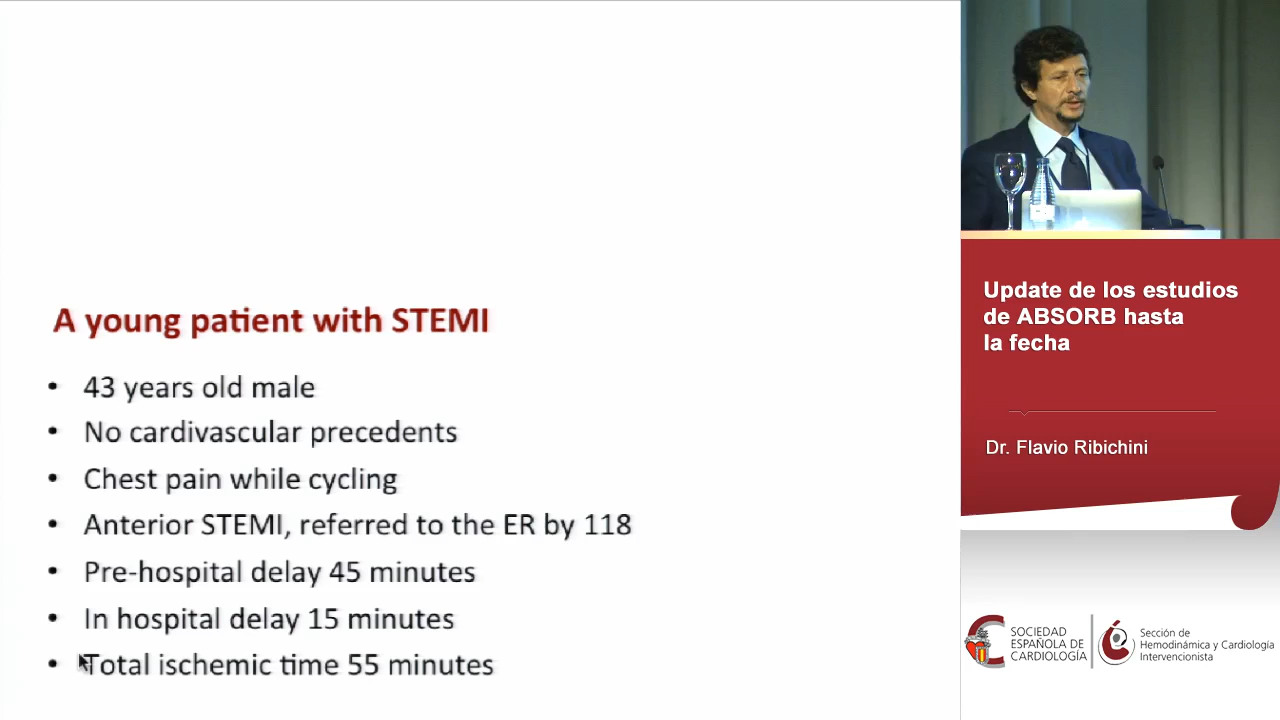 A young patient with STEMI
• 43 years old male
• No cardivascular precedents
• Chest pain while cycling
• Anterior STEMI, referred to the ER by 118
• Pre-hospital delay 45 minutes
• In hospital delay 15 minutes
• Total ischemic time 55 minutes
Update de los estudios
de ABSORB hasta
la fecha
Dr. Flavio Ribichini
SOCIEDAD
ESPAÑOLA DE
CARDIOLOGÍA
Sección de
Hemodinámica y Cardiología
Intervencionista